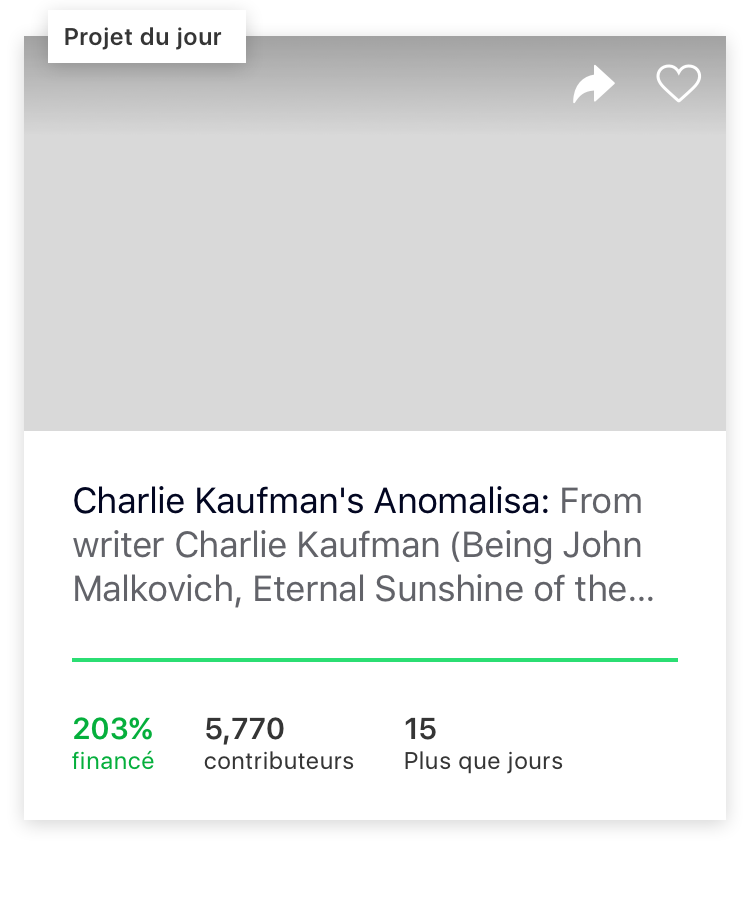 Projet du jour
Charlie Kaufman's Anomalisa: From
writer Charlie Kaufman (Being John
Malkovich, Eternal Sunshine of the...
203% 5,770 15
financé contributeurs Plus que jours